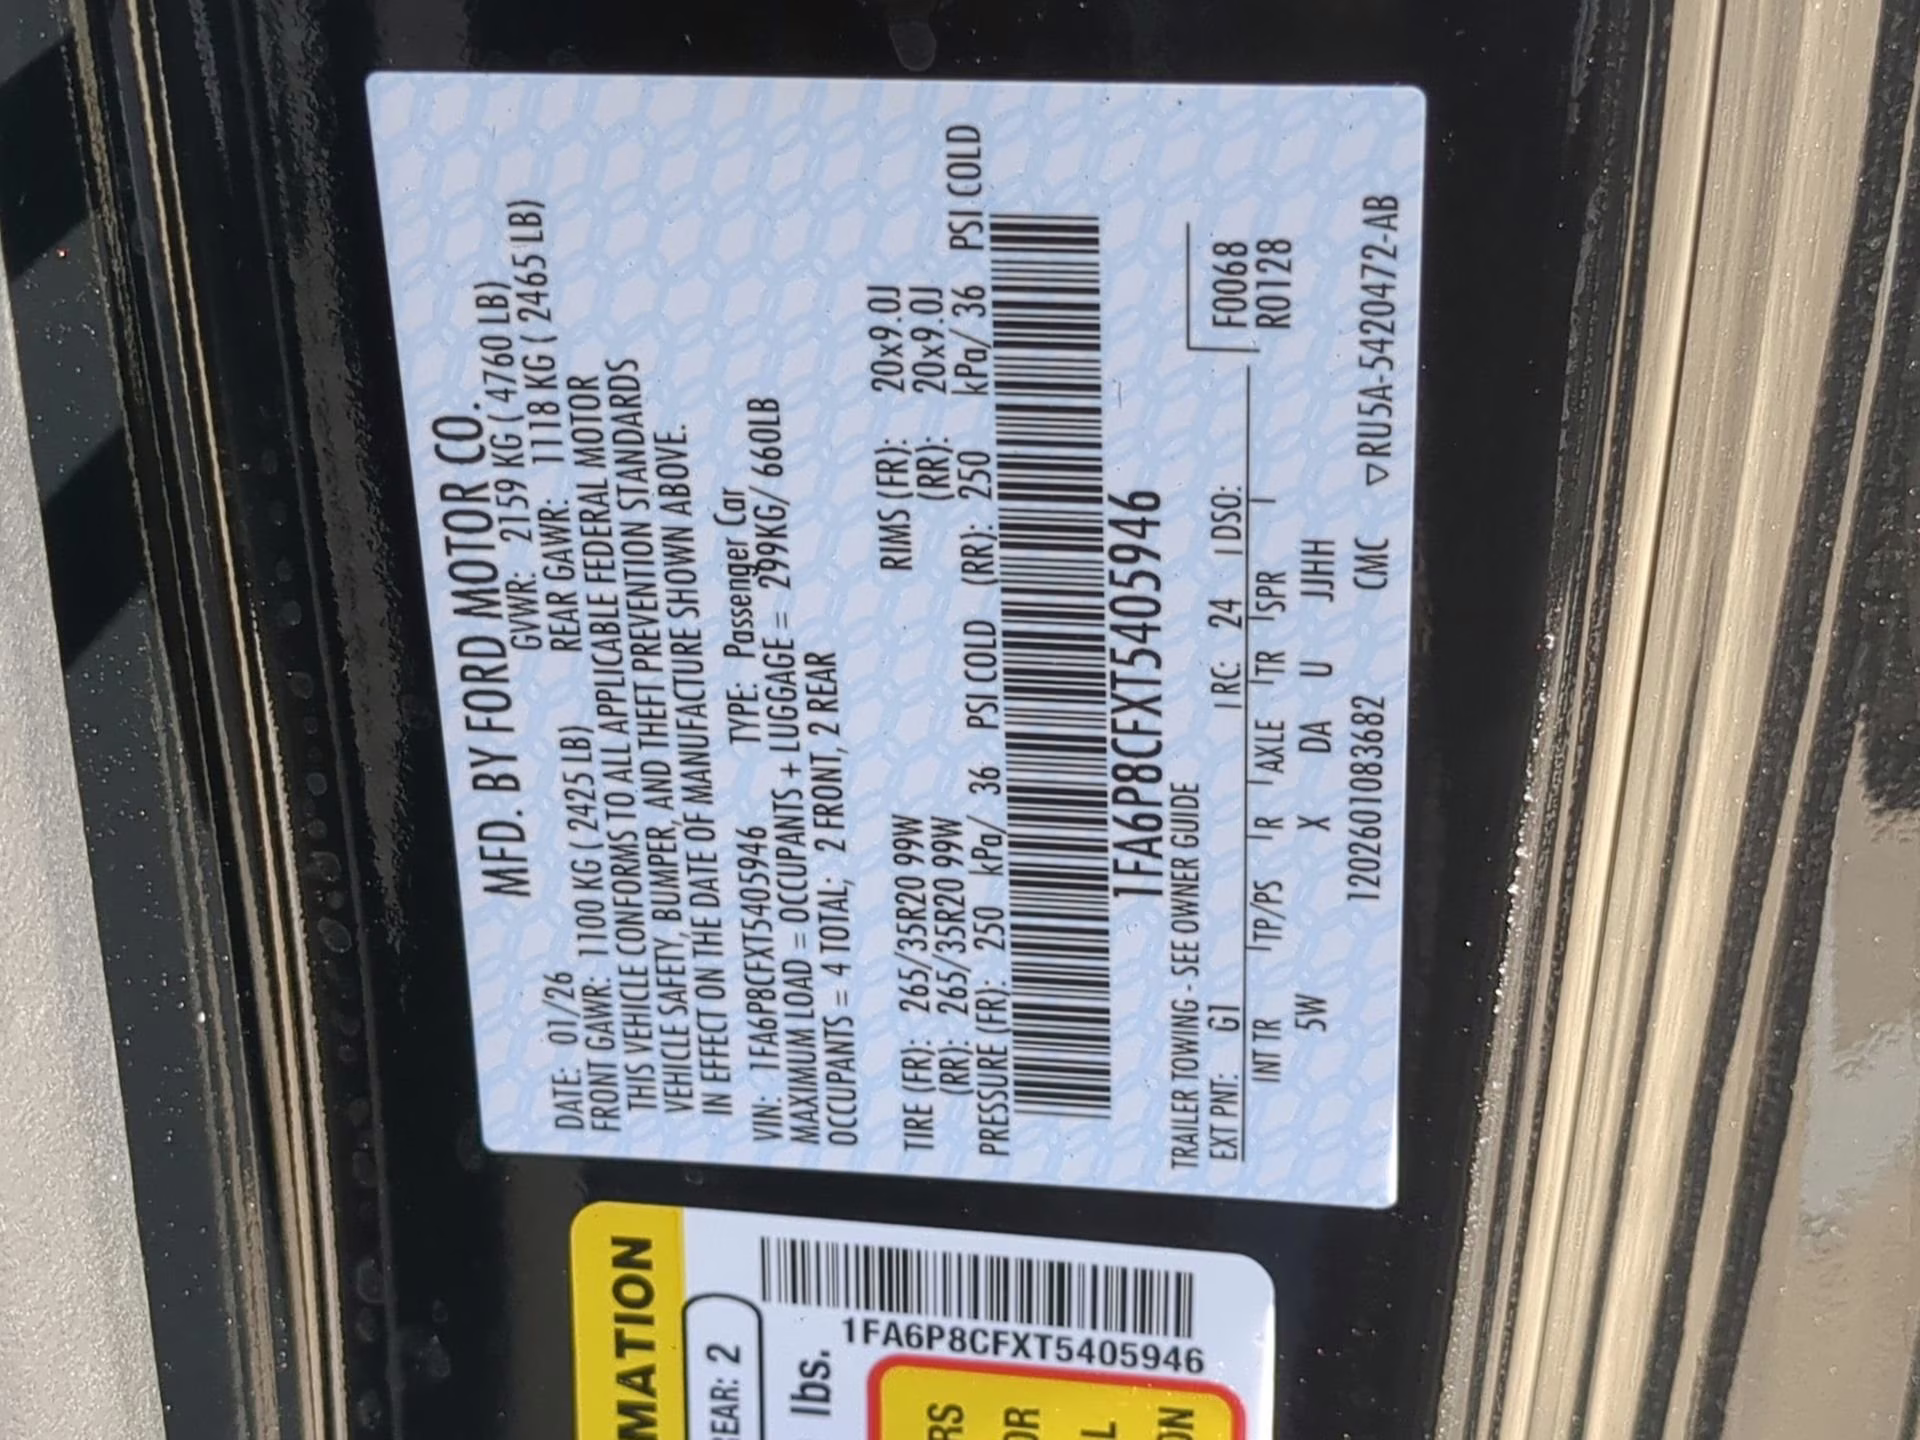 MFD. BY FORD MOTOR CO.
DATE: 01/26 GVWR: 2159 KG ( 4760 LB)
FRONT GAWR: 1100 KG ( 2425 LB) REAR GAWR: 1118 KG ( 2465 LB)
THIS VEHICLE CONFORMS TO ALL APPLICABLE FEDERAL MOTOR
VEHICLE SAFETY, BUMPER, AND THEFT PREVENTION STANDARDS
IN EFFECT ON THE DATE OF MANUFACTURE SHOWN ABOVE.
VIN: 1FA6P8CFXT5405946 TYPE: Passenger Car
MAXIMUM LOAD = OCCUPANTS + LUGGAGE = 299KG/ 660LB
OCCUPANTS = 4 TOTAL; 2 FRONT, 2 REAR
TIRE (FR): 265/35R20 99W RIMS (FR): 20x9.0J
(RR): 265/35R20 99W (RR): 20x9.0J
PRESSURE (FR): 250 kPa/ 36 PSI COLD (RR): 250 kPa/ 36 PSI COLD
1FA6P8CFXT5405946
TRAILER TOWING - SEE OWNER GUIDE
EXT PNT: G1 RC: 24 DSO: F0068
INT TR TP/PS R AXLE TR SPR R0128
5W X DA U JJHH
1202601083682 CMC ▽RU5A-5420472-AB
MATION
EAR: 2
lbs.
1FA6P8CFXT5405946
RS
OR
L
ON